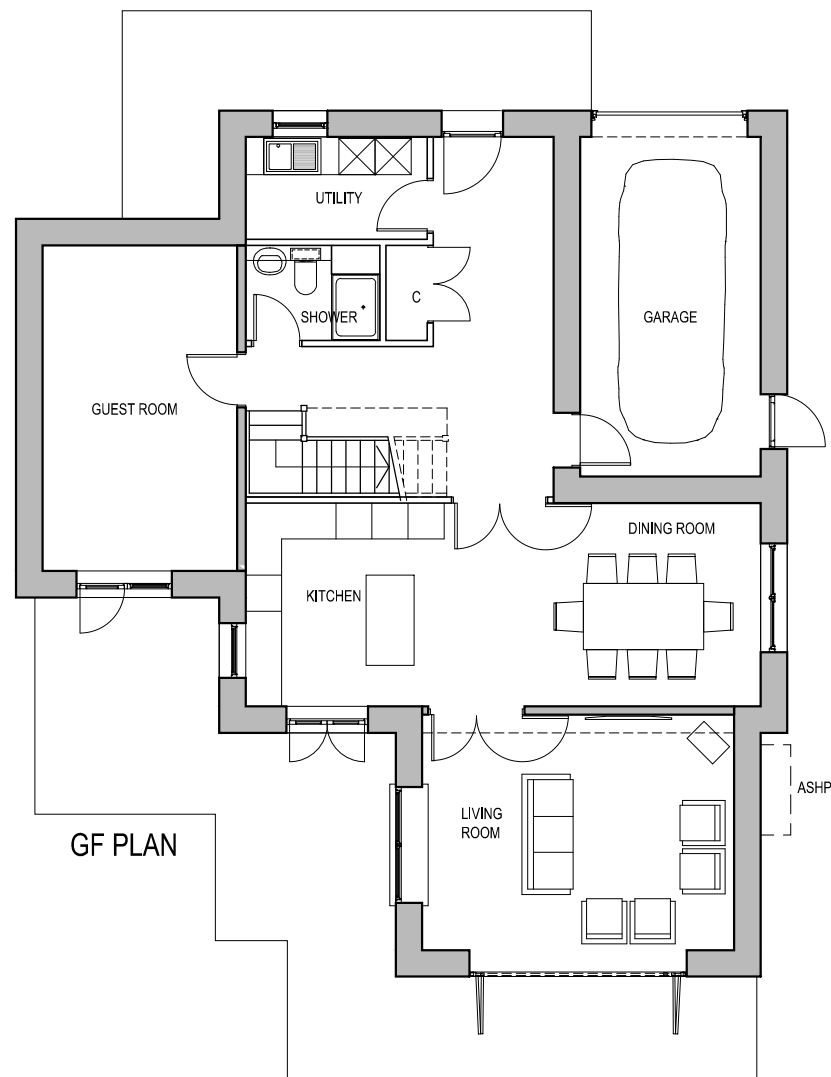 UTILITY
C
SHOWER
GARAGE
GUEST ROOM
DINING ROOM
KITCHEN
ASHP
LIVING
ROOM
GF PLAN